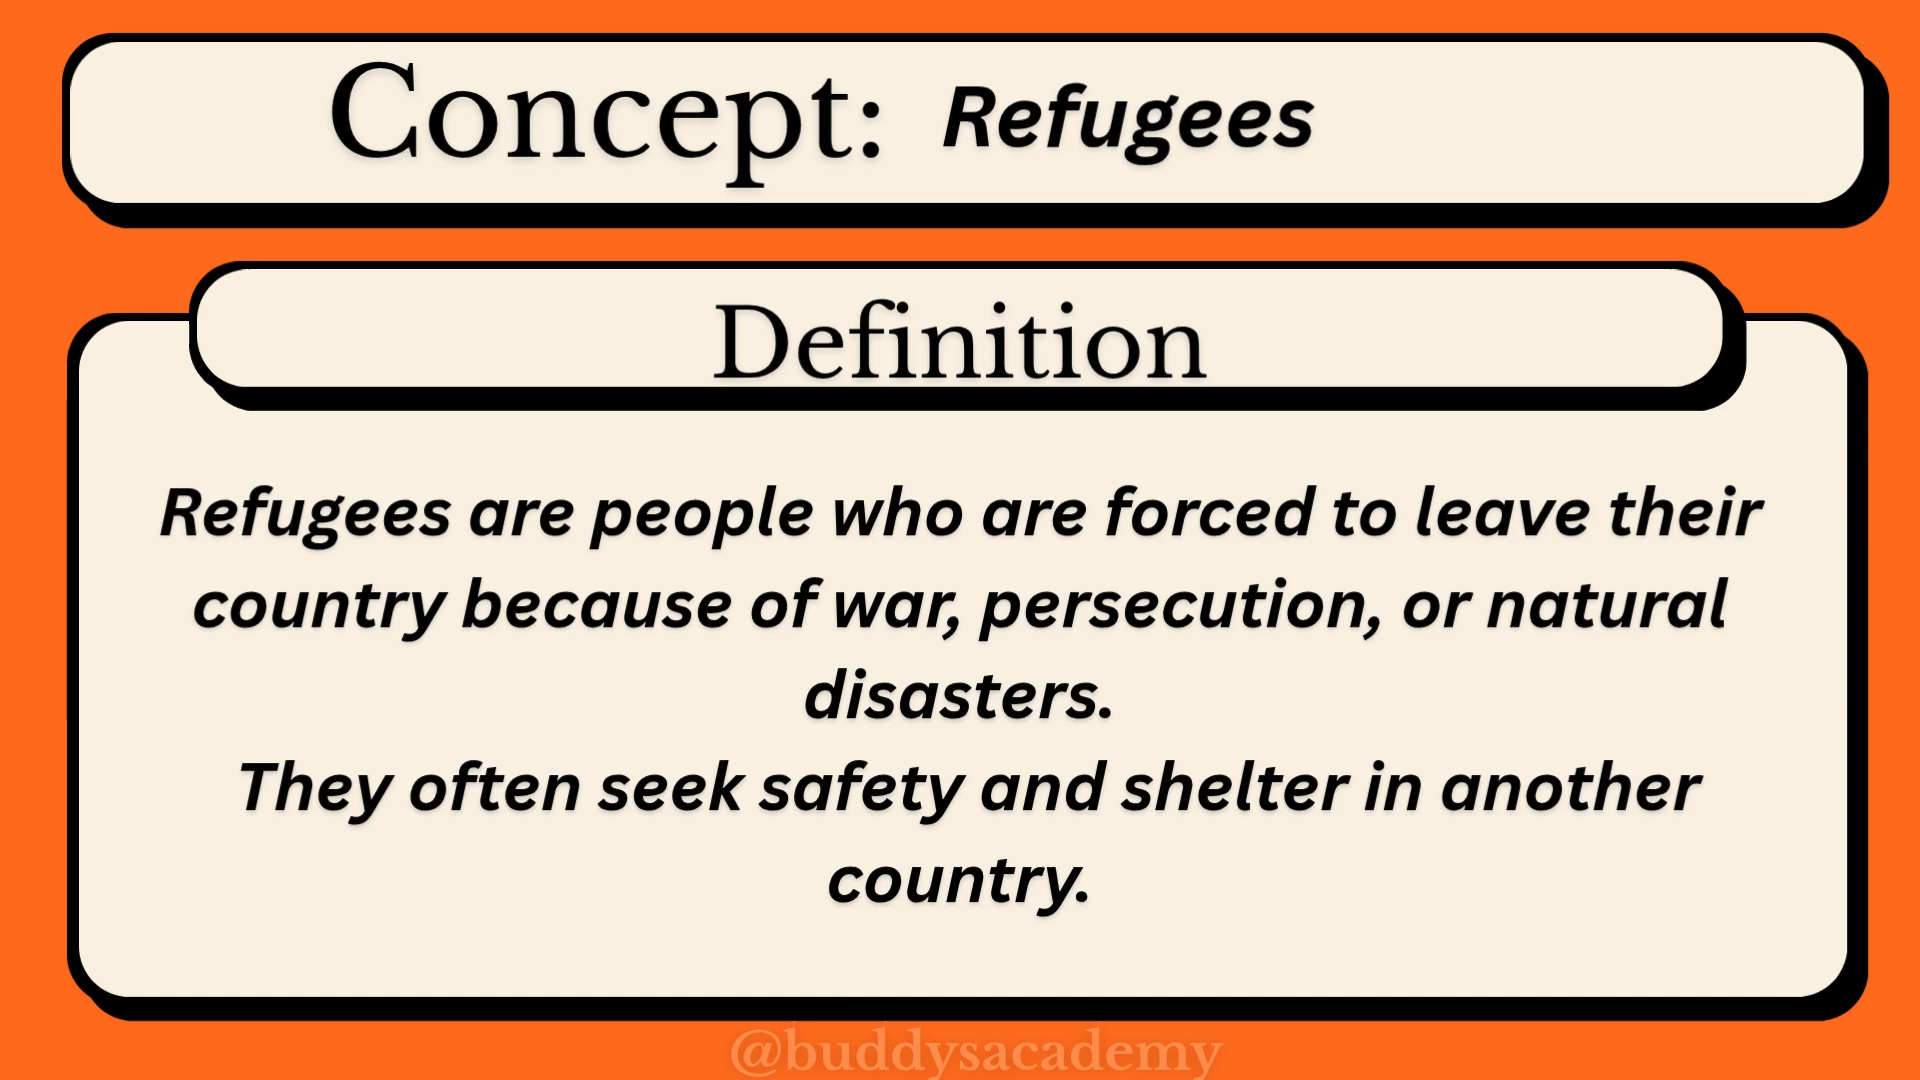 Concept: Refugees
Definition
Refugees are people who are forced to leave their
country because of war, persecution, or natural
disasters.
They often seek safety and shelter in another
country.
@buddysacademy